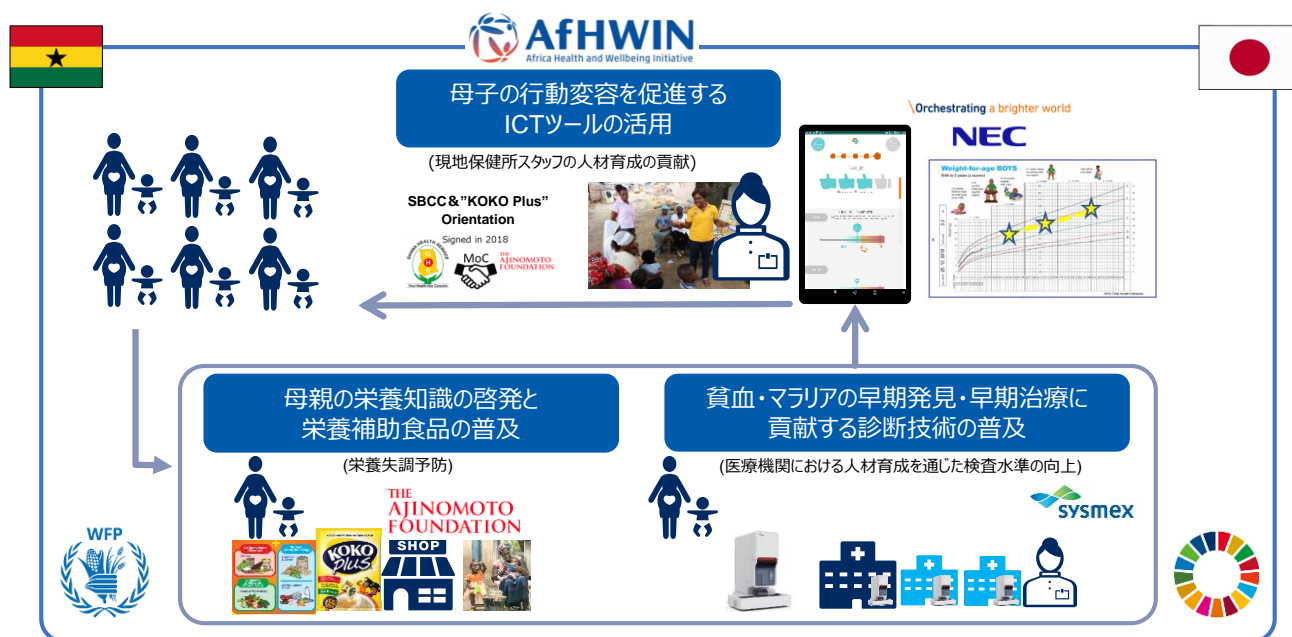 AfHWIN
Africa Health and Wellbeing Initiative
母子の行動変容を促進する
ICTツールの活用
(現地保健所スタッフの人材育成の貢献)
SBCC&"KOKO Plus"
Orientation
Signed in 2018
GHANA HEALTH SERVICE
Your Health Our Concern
MoC
THE
AJINOMOTO
FOUNDATION
\Orchestrating a brighter world
NEC
Weight-for-age BOYS
母親の栄養知識の啓発と
栄養補助食品の普及
(栄養失調予防)
THE
AJINOMOTO
FOUNDATION
KOKO
Plus
SHOP
貧血・マラリアの早期発見・早期治療に
貢献する診断技術の普及
(医療機関における人材育成を通じた検査水準の向上)
sysmex
WFP